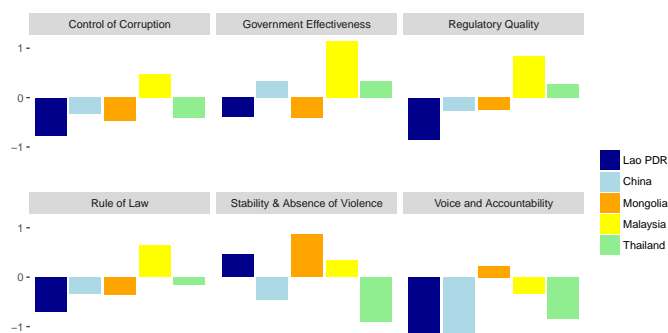 Control of Corruption
Government Effectiveness
Regulatory Quality
1
0
−1
Lao PDR
China
Mongolia
Malaysia
Thailand
Rule of Law
Stability & Absence of Violence
Voice and Accountability
1
0
−1